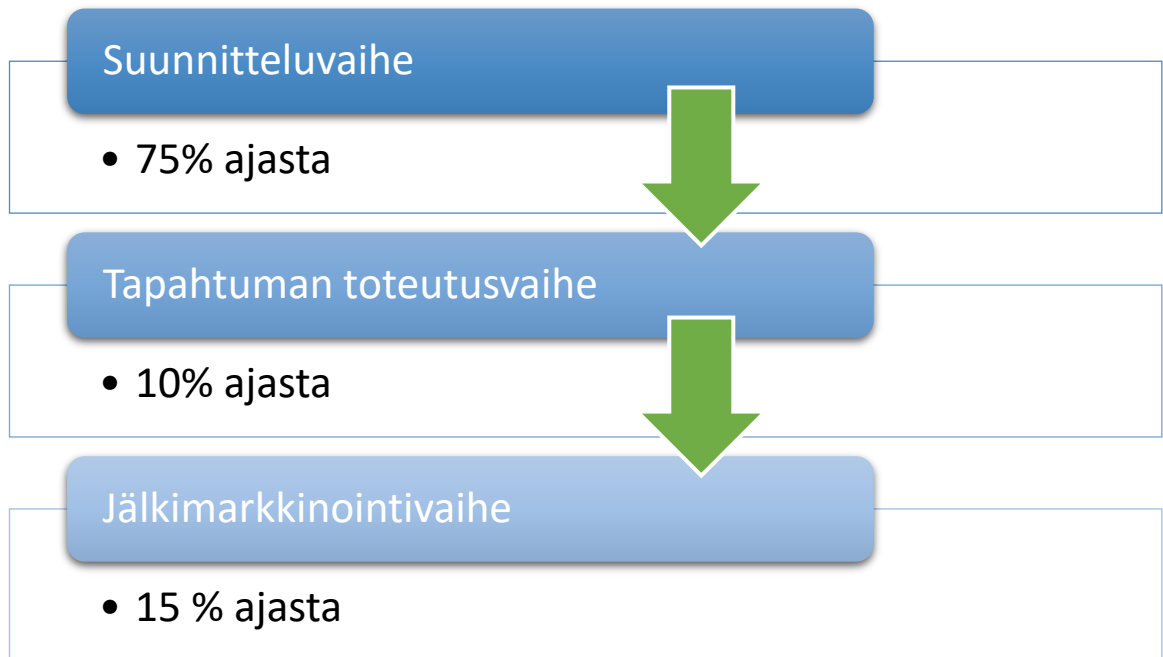 Suunnitteluvaihe
• 75% ajasta
Tapahtuman toteutusvaihe
• 10% ajasta
Jälkimarkkinointivaihe
• 15 % ajasta